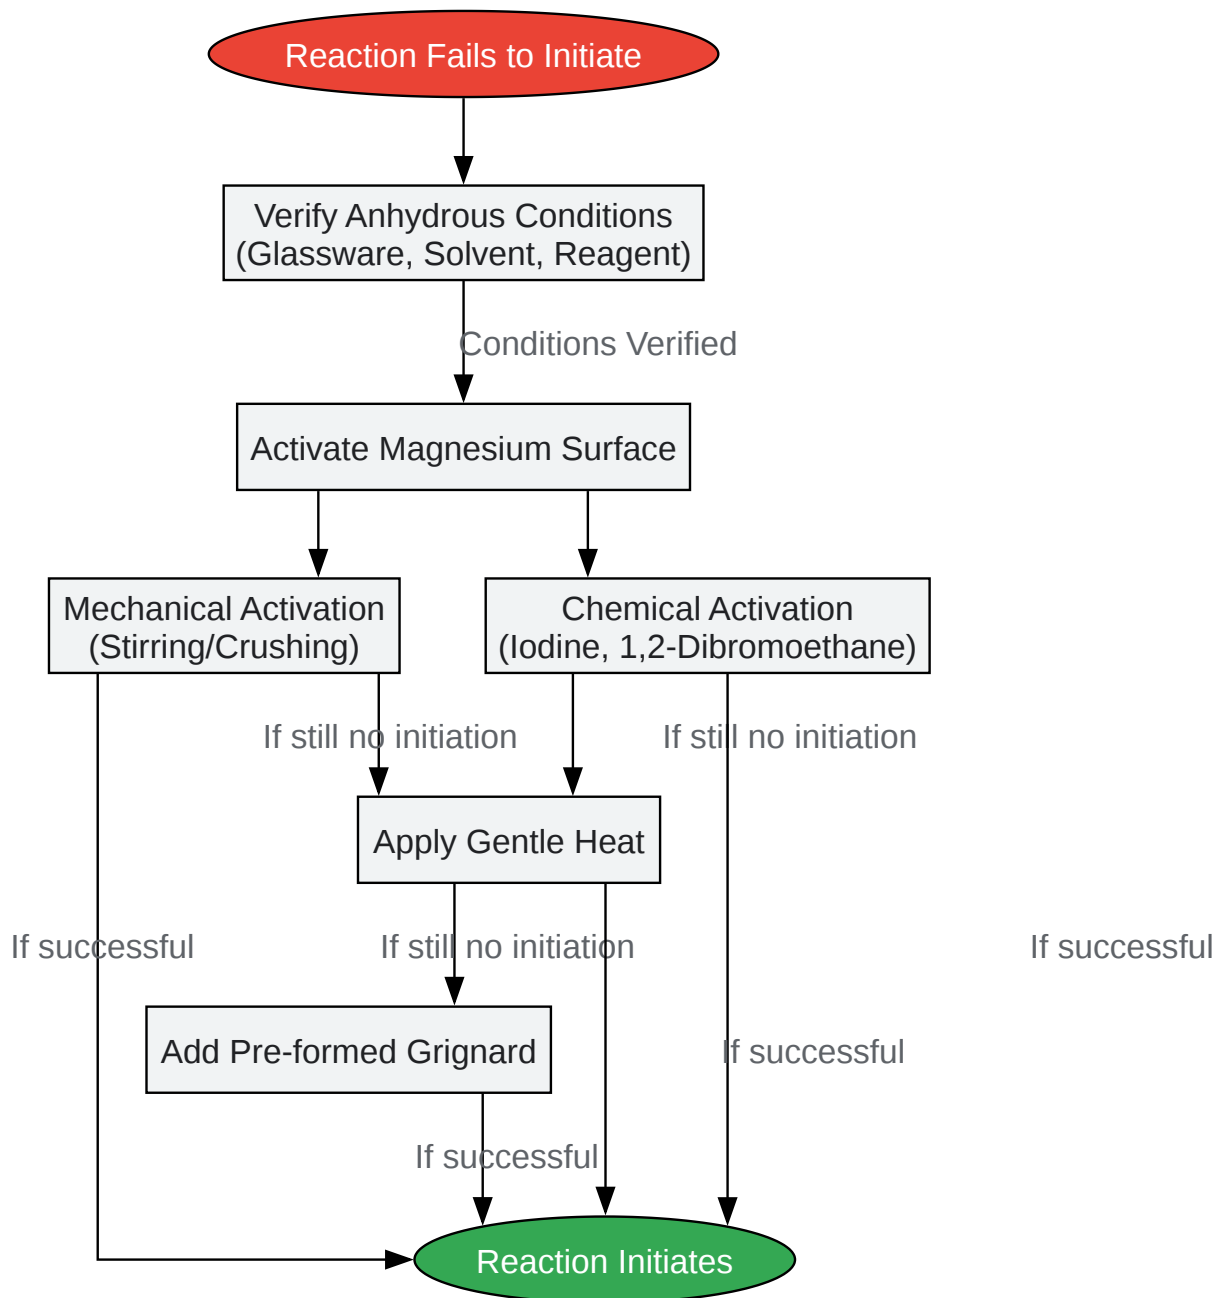 Reaction Fails to Initiate
Verify Anhydrous Conditions
(Glassware, Solvent, Reagent)
Conditions Verified
Activate Magnesium Surface
Mechanical Activation
(Stirring/Crushing)
Chemical Activation
(Iodine, 1,2-Dibromoethane)
If still no initiation
If still no initiation
Apply Gentle Heat
If successful
If still no initiation
If successful
Add Pre-formed Grignard
If successful
If successful
Reaction Initiates